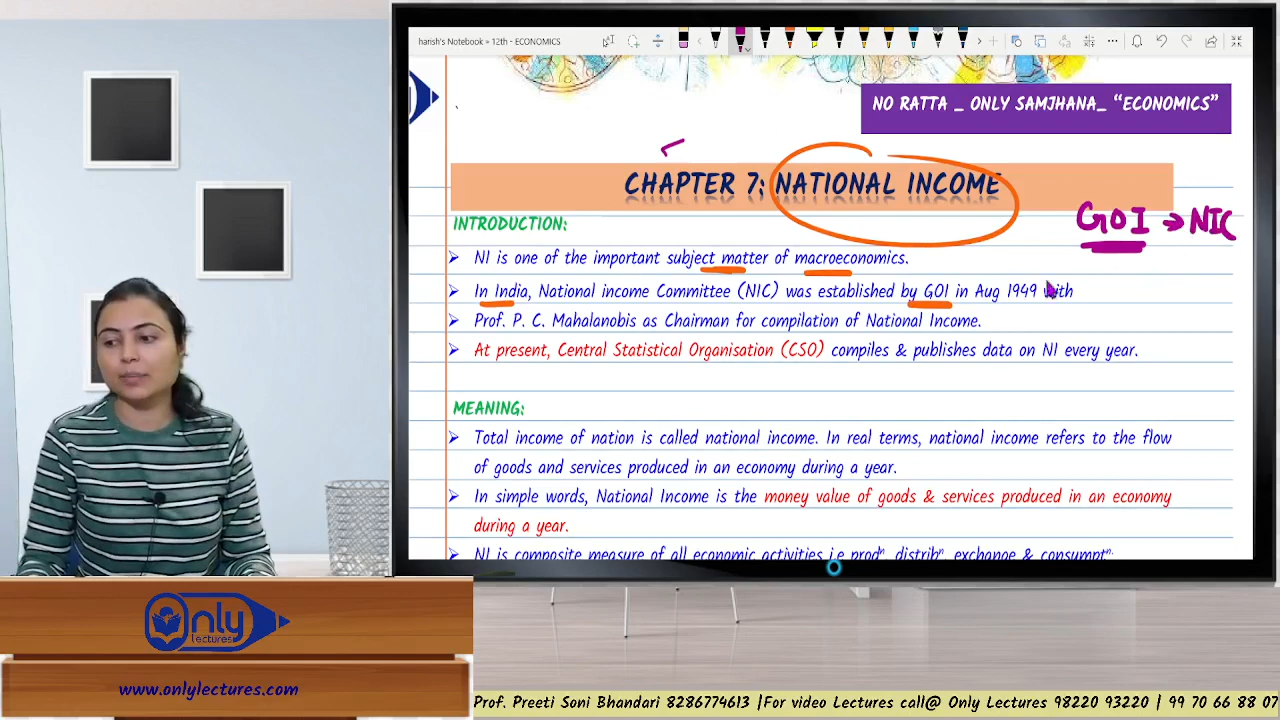 harish's Notebook » 12th - ECONOMICS
NO RATTA _ ONLY SAMJHANA_ “ECONOMICS”
CHAPTER 7: NATIONAL INCOME
GOI → NIC
INTRODUCTION:
➢ NI is one of the important subject matter of macroeconomics.
➢ In India, National income Committee (NIC) was established by GOI in Aug 1949 with
➢ Prof. P. C. Mahalanobis as Chairman for compilation of National Income.
➢ At present, Central Statistical Organisation (CSO) compiles & publishes data on NI every year.
MEANING:
➢ Total income of nation is called national income. In real terms, national income refers to the flow
of goods and services produced in an economy during a year.
➢ In simple words, National Income is the money value of goods & services produced in an economy
during a year.
➢ NI is composite measure of all economic activities i.e prodⁿ, distribⁿ, exchange & consumptⁿ.
Only
lectures
www.onlylectures.com
Prof. Preeti Soni Bhandari 8286774613 |For video Lectures call@ Only Lectures 98220 93220 | 99 70 66 88 07